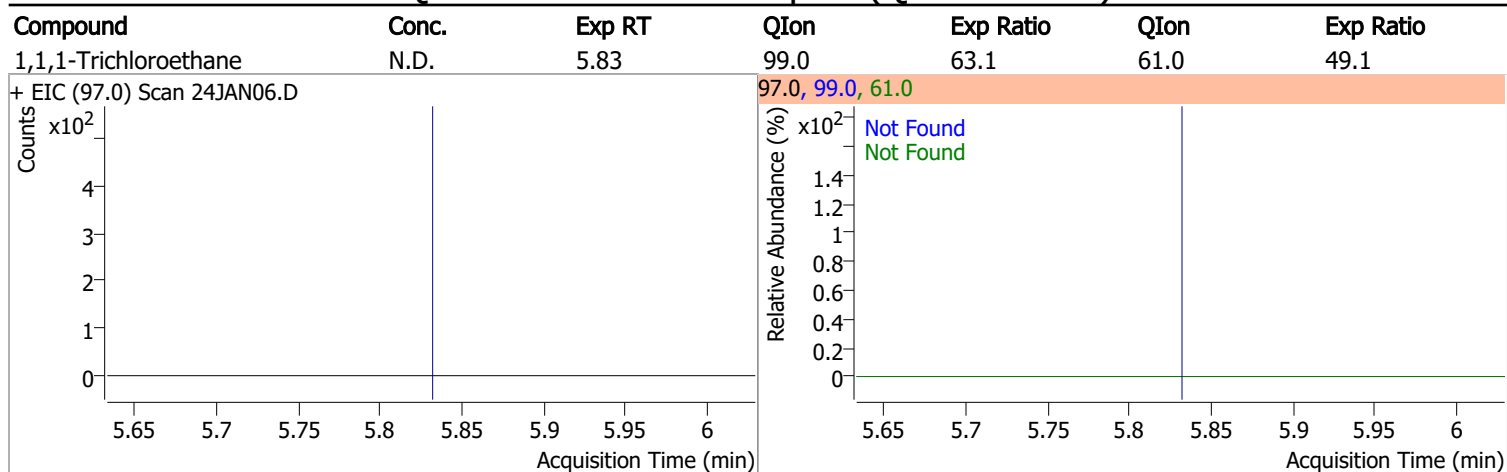 Compound Conc. Exp RT QIon Exp Ratio QIon Exp Ratio
1,1,1-Trichloroethane N.D. 5.83 99.0 63.1 61.0 49.1
+ EIC (97.0) Scan 24JAN06.D
Counts
x10²
4
3
2
1
0
5.65 5.7 5.75 5.8 5.85 5.9 5.95 6
Acquisition Time (min)
97.0, 99.0, 61.0
Relative Abundance (%)
x10²
Not Found
Not Found
1.4
1.2
1
0.8
0.6
0.4
0.2
0
5.65 5.7 5.75 5.8 5.85 5.9 5.95 6
Acquisition Time (min)